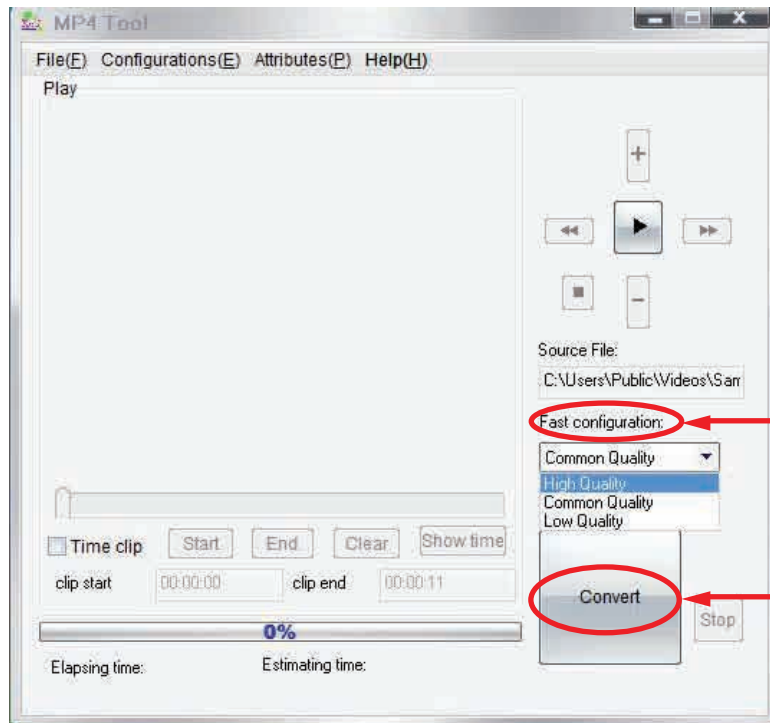 MP4 Tool
File(F) Configurations(E) Attributes(P) Help(H)
Play
+
-
Source File:
C:\Users\Public\Videos\Sam
Fast configuration:
Common Quality
High Quality
Common Quality
Low Quality
Time clip Start End Clear Show time
clip start 00:00:00 clip end 00:00:11
Convert
Stop
0%
Elapsing time: Estimating time: